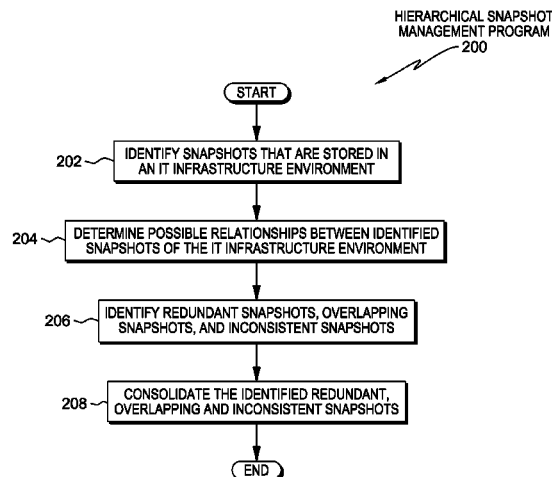 HIERARCHICAL SNAPSHOT
MANAGEMENT PROGRAM
200
START
202
IDENTIFY SNAPSHOTS THAT ARE STORED IN
AN IT INFRASTRUCTURE ENVIRONMENT
204
DETERMINE POSSIBLE RELATIONSHIPS BETWEEN IDENTIFIED
SNAPSHOTS OF THE IT INFRASTRUCTURE ENVIRONMENT
206
IDENTIFY REDUNDANT SNAPSHOTS, OVERLAPPING
SNAPSHOTS, AND INCONSISTENT SNAPSHOTS
208
CONSOLIDATE THE IDENTIFIED REDUNDANT,
OVERLAPPING AND INCONSISTENT SNAPSHOTS
END